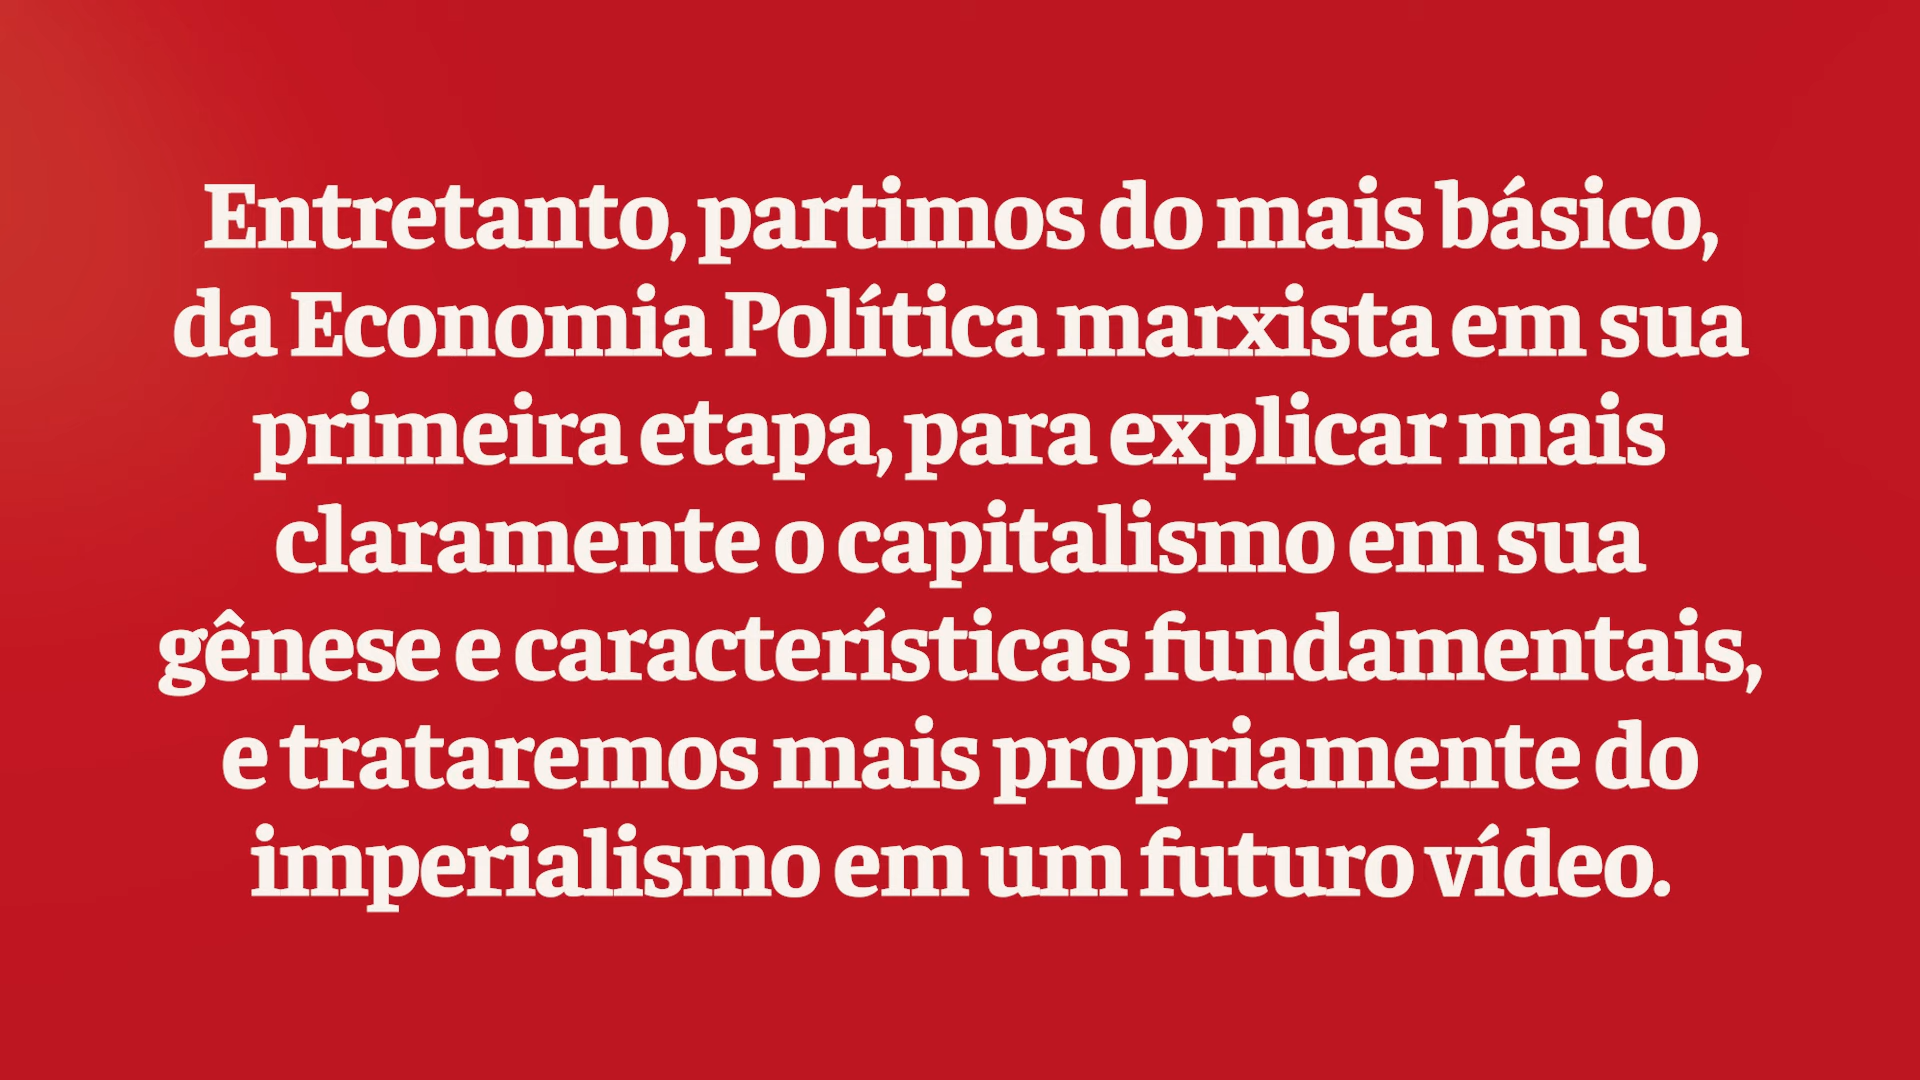 Entretanto, partimos do mais básico,
da Economia Política marxista em sua
primeira etapa, para explicar mais
claramente o capitalismo em sua
gênese e características fundamentais,
e trataremos mais propriamente do
imperialismo em um futuro vídeo.